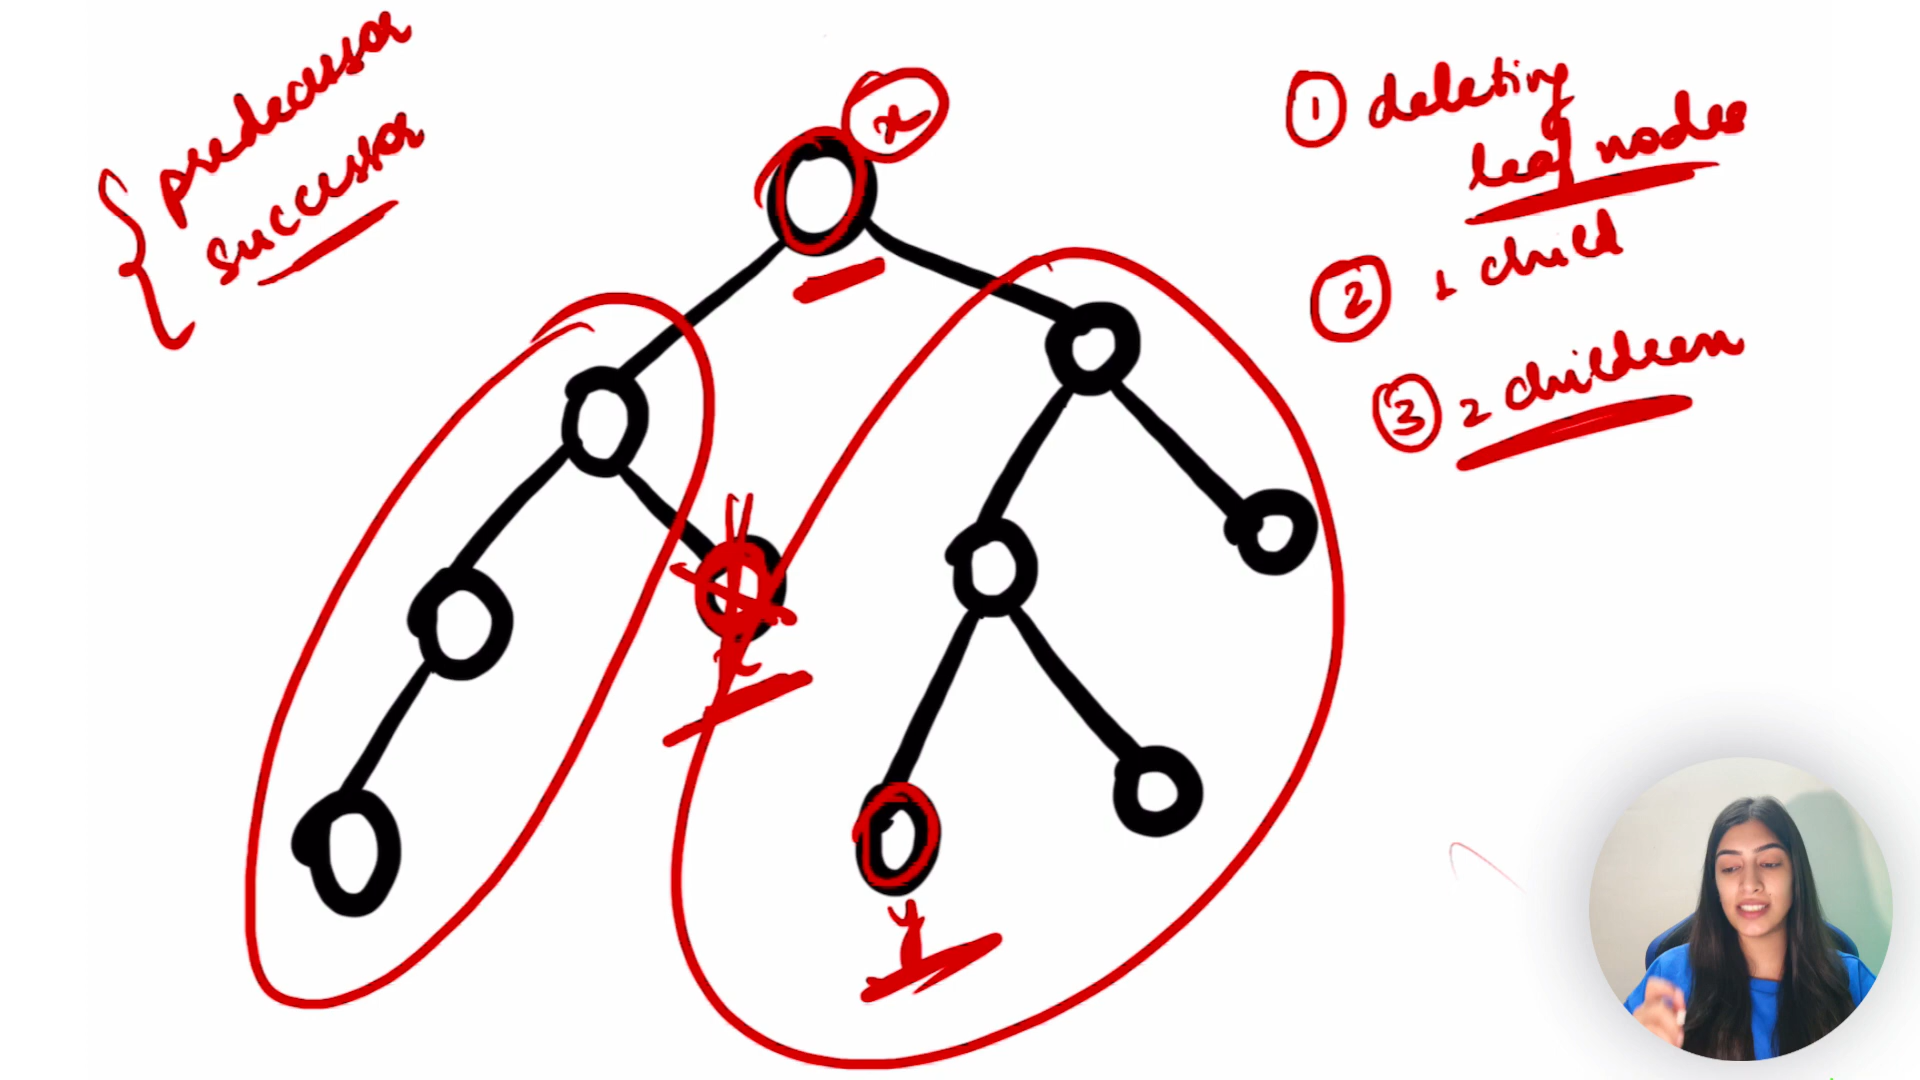 predecessor
successor
x
① deleting
leaf nodes
② 1 child
③ 2 children
x
y